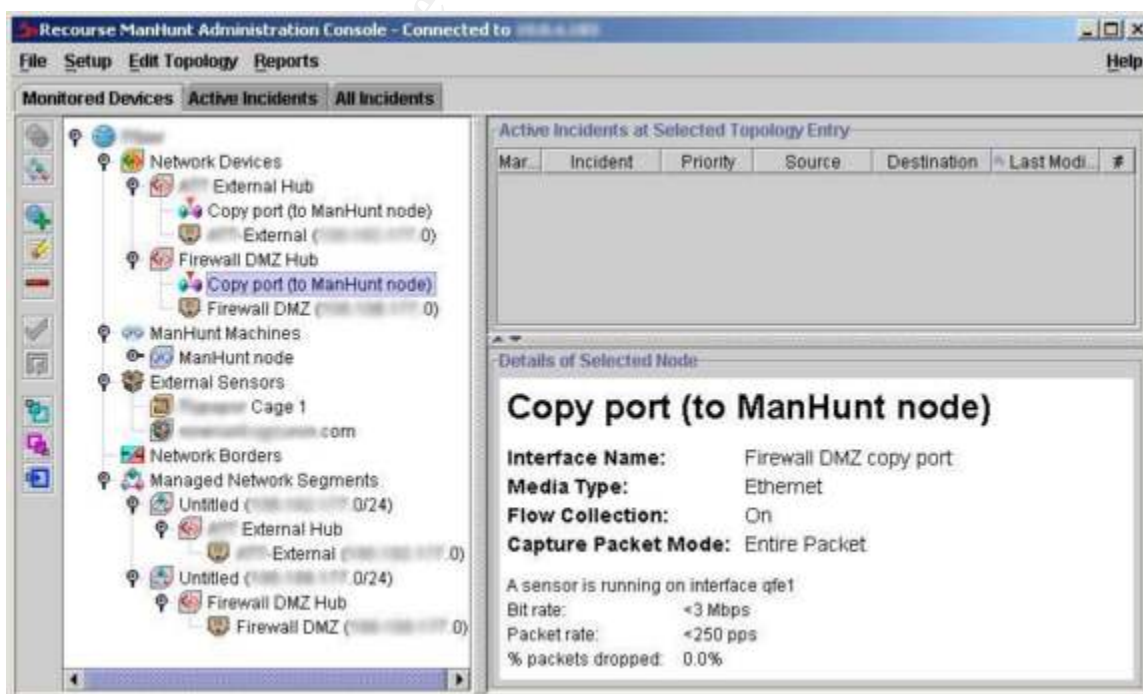 Recourse ManHunt Administration Console - Connected to
File Setup Edit Topology Reports Help
Monitored Devices Active Incidents All Incidents
Network Devices
External Hub
Copy port (to ManHunt node)
-External ( .0)
Firewall DMZ Hub
Copy port (to ManHunt node)
Firewall DMZ ( 0)
ManHunt Machines
ManHunt node
External Sensors
Cage 1
.com
Network Borders
Managed Network Segments
Untitled ( 0/24)
External Hub
-External ( .0)
Untitled ( 0/24)
Firewall DMZ Hub
Firewall DMZ ( 0)
Active Incidents at Selected Topology Entry
Mar... Incident Priority Source Destination Last Modi... #
Details of Selected Node
Copy port (to ManHunt node)
Interface Name: Firewall DMZ copy port
Media Type: Ethernet
Flow Collection: On
Capture Packet Mode: Entire Packet
A sensor is running on interface qfe1
Bit rate: <3 Mbps
Packet rate: <250 pps
% packets dropped: 0.0%